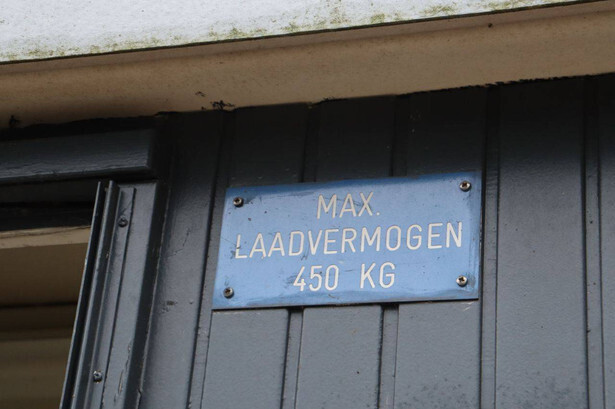 MAX.
LAADVERMOGEN
450 KG